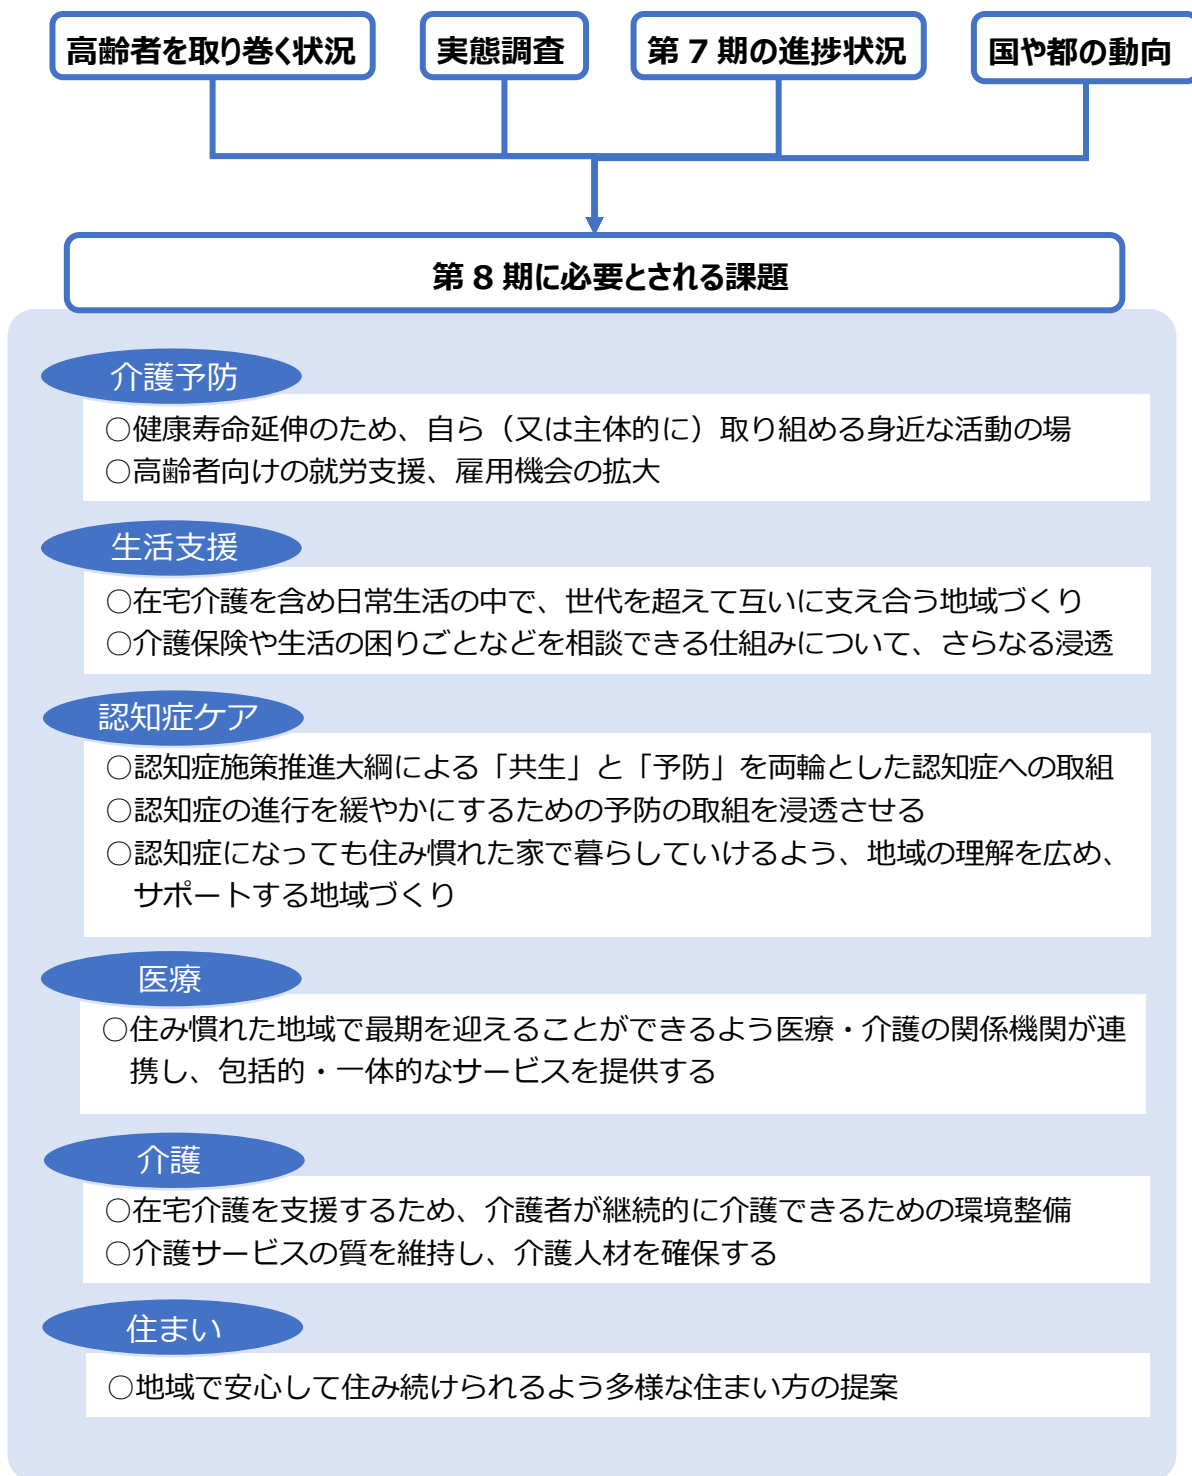 高齢者を取り巻く状況
実態調査
第7期の進捗状況
国や都の動向
第8期に必要とされる課題
介護予防
○健康寿命延伸のため、自ら（又は主体的に）取り組める身近な活動の場
○高齢者向けの就労支援、雇用機会の拡大
生活支援
○在宅介護を含め日常生活の中で、世代を超えて互いに支え合う地域づくり
○介護保険や生活の困りごとなどを相談できる仕組みについて、さらなる浸透
認知症ケア
○認知症施策推進大綱による「共生」と「予防」を両輪とした認知症への取組
○認知症の進行を緩やかにするための予防の取組を浸透させる
○認知症になっても住み慣れた家で暮らしていけるよう、地域の理解を広め、
サポートする地域づくり
医療
○住み慣れた地域で最期を迎えることができるよう医療・介護の関係機関が連
携し、包括的・一体的なサービスを提供する
介護
○在宅介護を支援するため、介護者が継続的に介護できるための環境整備
○介護サービスの質を維持し、介護人材を確保する
住まい
○地域で安心して住み続けられるよう多様な住まい方の提案